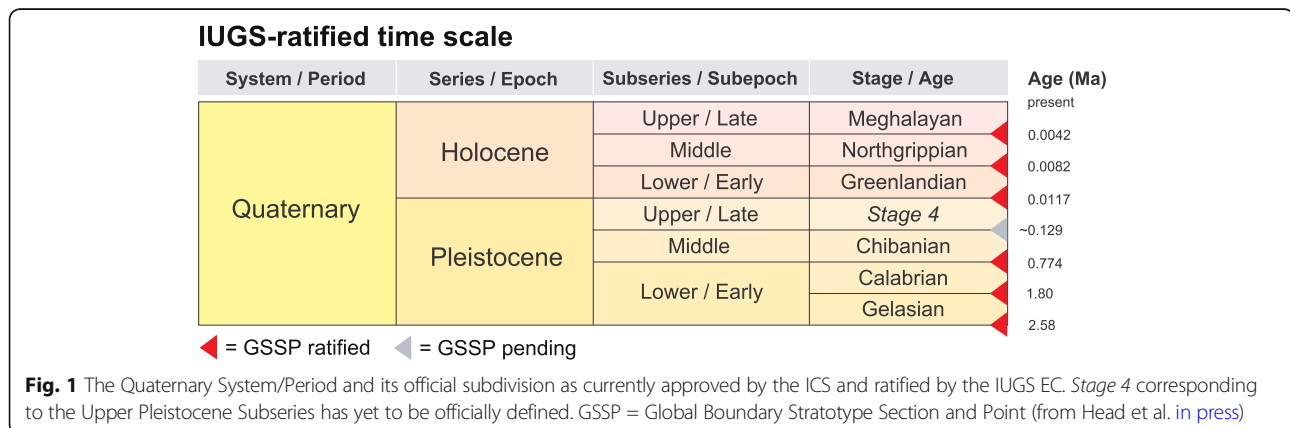 IUGS-ratified time scale
System / Period Series / Epoch Subseries / Subepoch Stage / Age Age (Ma)
present
Upper / Late Meghalayan
0.0042
Holocene Middle Northgrippian
0.0082
Lower / Early Greenlandian
0.0117
Quaternary Upper / Late Stage 4
~0.129
Middle Chibanian
Pleistocene
0.774
Calabrian
Lower / Early
1.80
Gelasian
2.58
= GSSP ratified = GSSP pending
Fig. 1 The Quaternary System/Period and its official subdivision as currently approved by the ICS and ratified by the IUGS EC. Stage 4 corresponding
to the Upper Pleistocene Subseries has yet to be officially defined. GSSP = Global Boundary Stratotype Section and Point (from Head et al. in press)